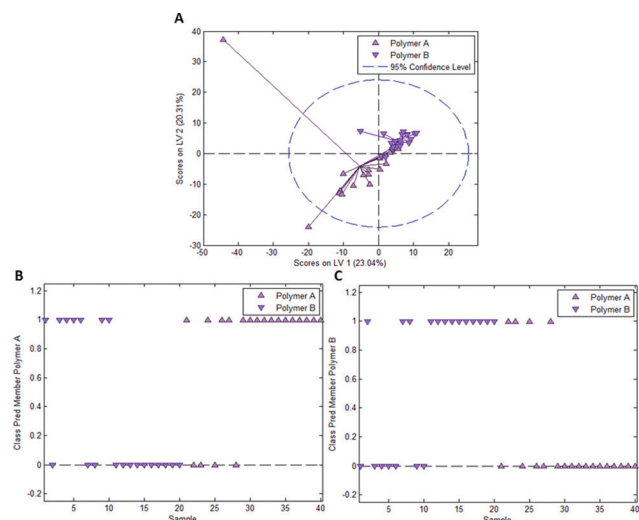 A
Polymer A
Polymer B
95% Confidence Level
Scores on LV 2 (20.31%)
40
30
20
10
0
-10
-20
-30
-50 -40 -30 -20 -10 0 10 20
Scores on LV 1 (23.04%)
B
Polymer A
Polymer B
Class Pred Member Polymer A
1.2
1
0.8
0.6
0.4
0.2
0
-0.2
5 10 15 20 25 30 35 40
Sample
C
Polymer A
Polymer B
Class Pred Member Polymer B
1.2
1
0.8
0.6
0.4
0.2
0
-0.2
5 10 15 20 25 30 35 40
Sample